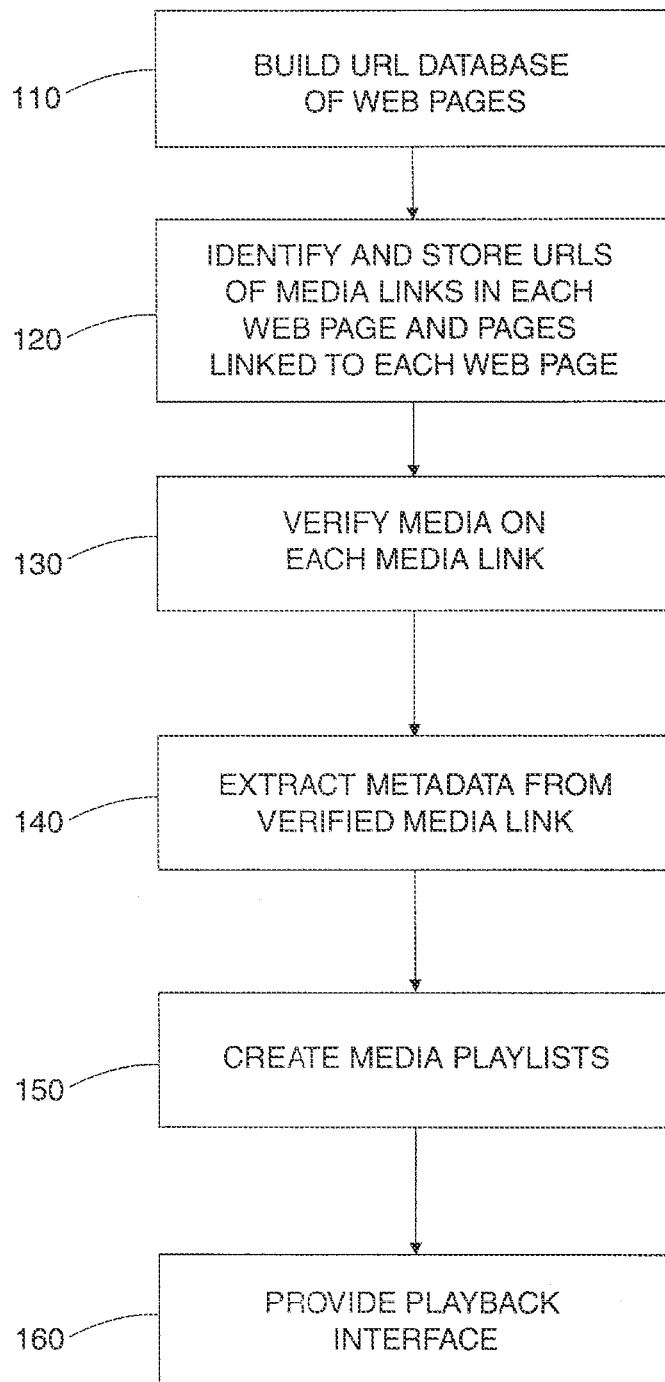 110
BUILD URL DATABASE
OF WEB PAGES
120
IDENTIFY AND STORE URLS
OF MEDIA LINKS IN EACH
WEB PAGE AND PAGES
LINKED TO EACH WEB PAGE
130
VERIFY MEDIA ON
EACH MEDIA LINK
140
EXTRACT METADATA FROM
VERIFIED MEDIA LINK
150
CREATE MEDIA PLAYLISTS
160
PROVIDE PLAYBACK
INTERFACE